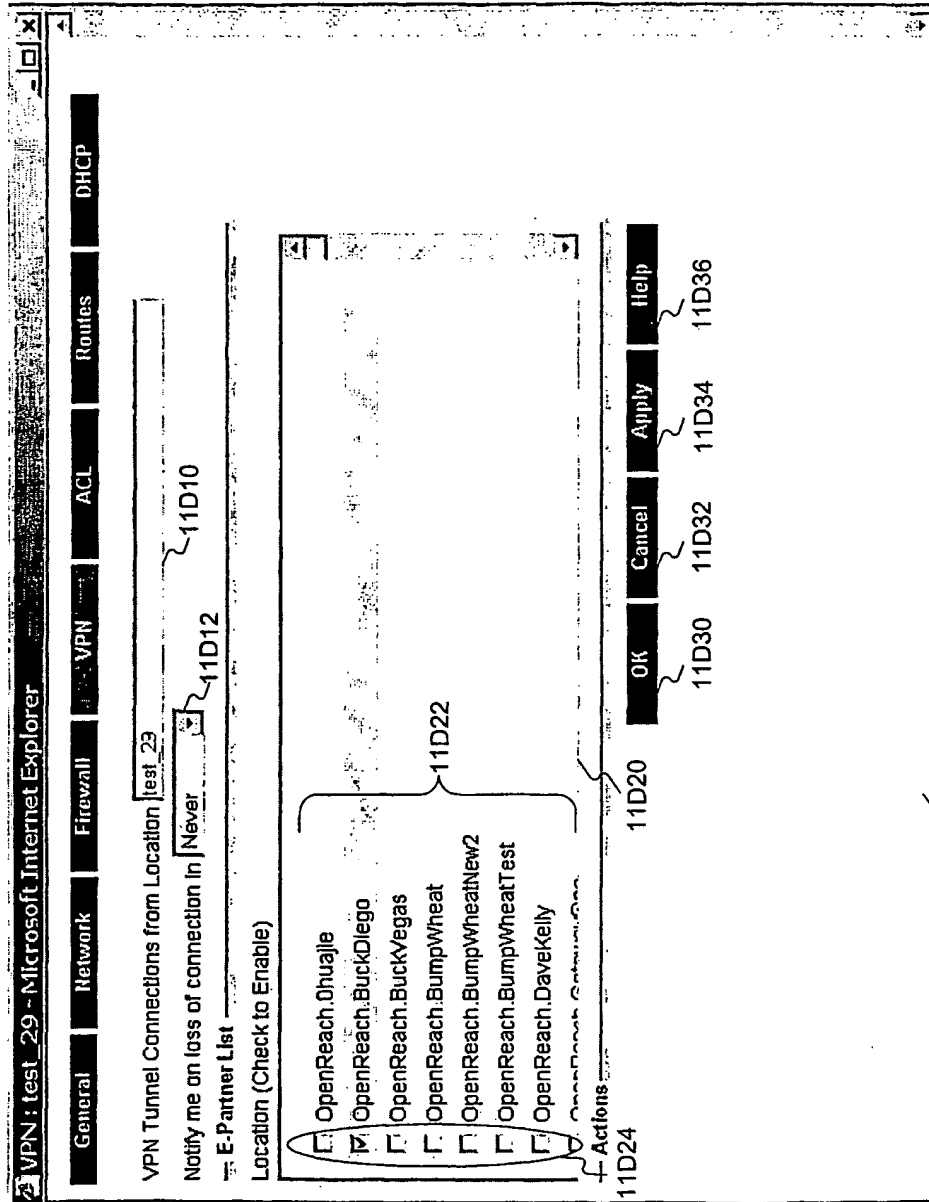 VPN : test_29 - Microsoft Internet Explorer
General Network Firewall VPN ACL Routes DHCP
VPN Tunnel Connections from Location test_29
11D10
Notify me on loss of connection in Never
11D12
E-Partner List
Location (Check to Enable)
11D22
OpenReach.0huajie
OpenReach.BuckDiego
OpenReach.BuckVegas
OpenReach.BumpWheat
OpenReach.BumpWheatNew2
OpenReach.BumpWheatTest
OpenReach.DaveKelly
11D20
Actions
11D24
OK Cancel Apply Help
11D30 11D32 11D34 11D36